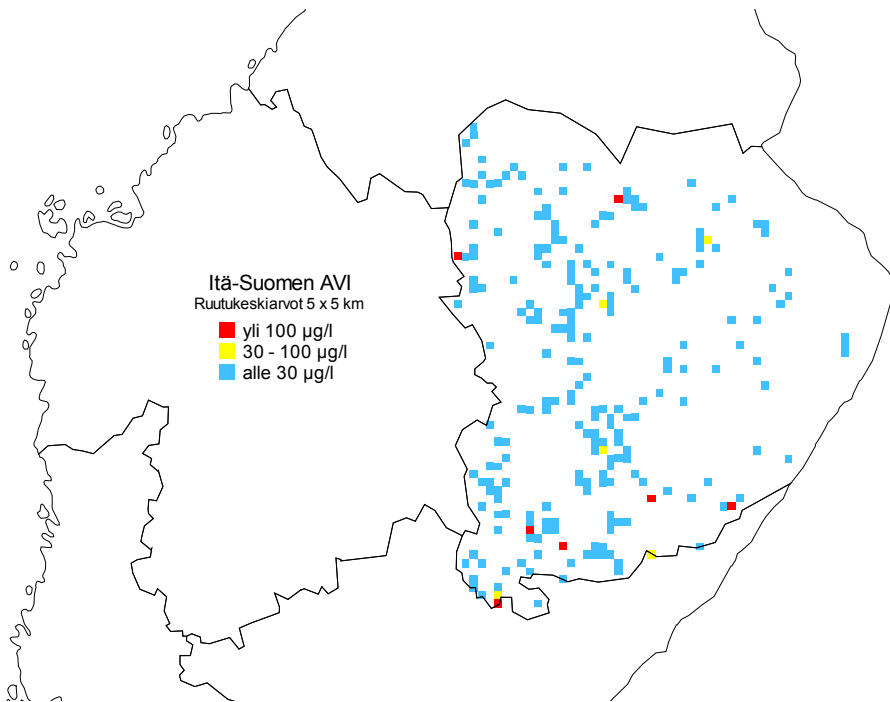 Itä-Suomen AVI
Ruutukeskiarvot 5 x 5 km
yli 100 µg/l
30 - 100 µg/l
alle 30 µg/l